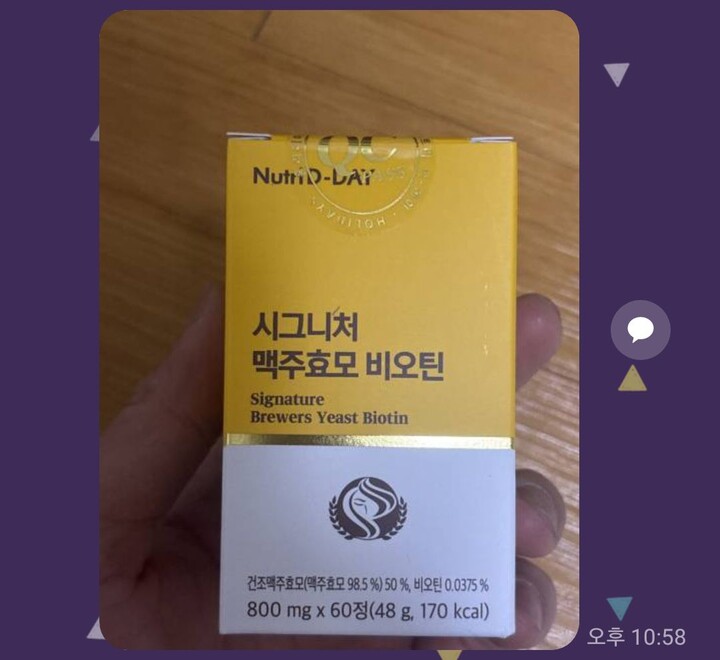 NutriD-DAY
시그니처
맥주효모 비오틴
Signature
Brewers Yeast Biotin
건조맥주효모(맥주효모 98.5 %) 50 %, 비오틴 0.0375 %
800 mg x 60정(48 g, 170 kcal)
오후 10:58